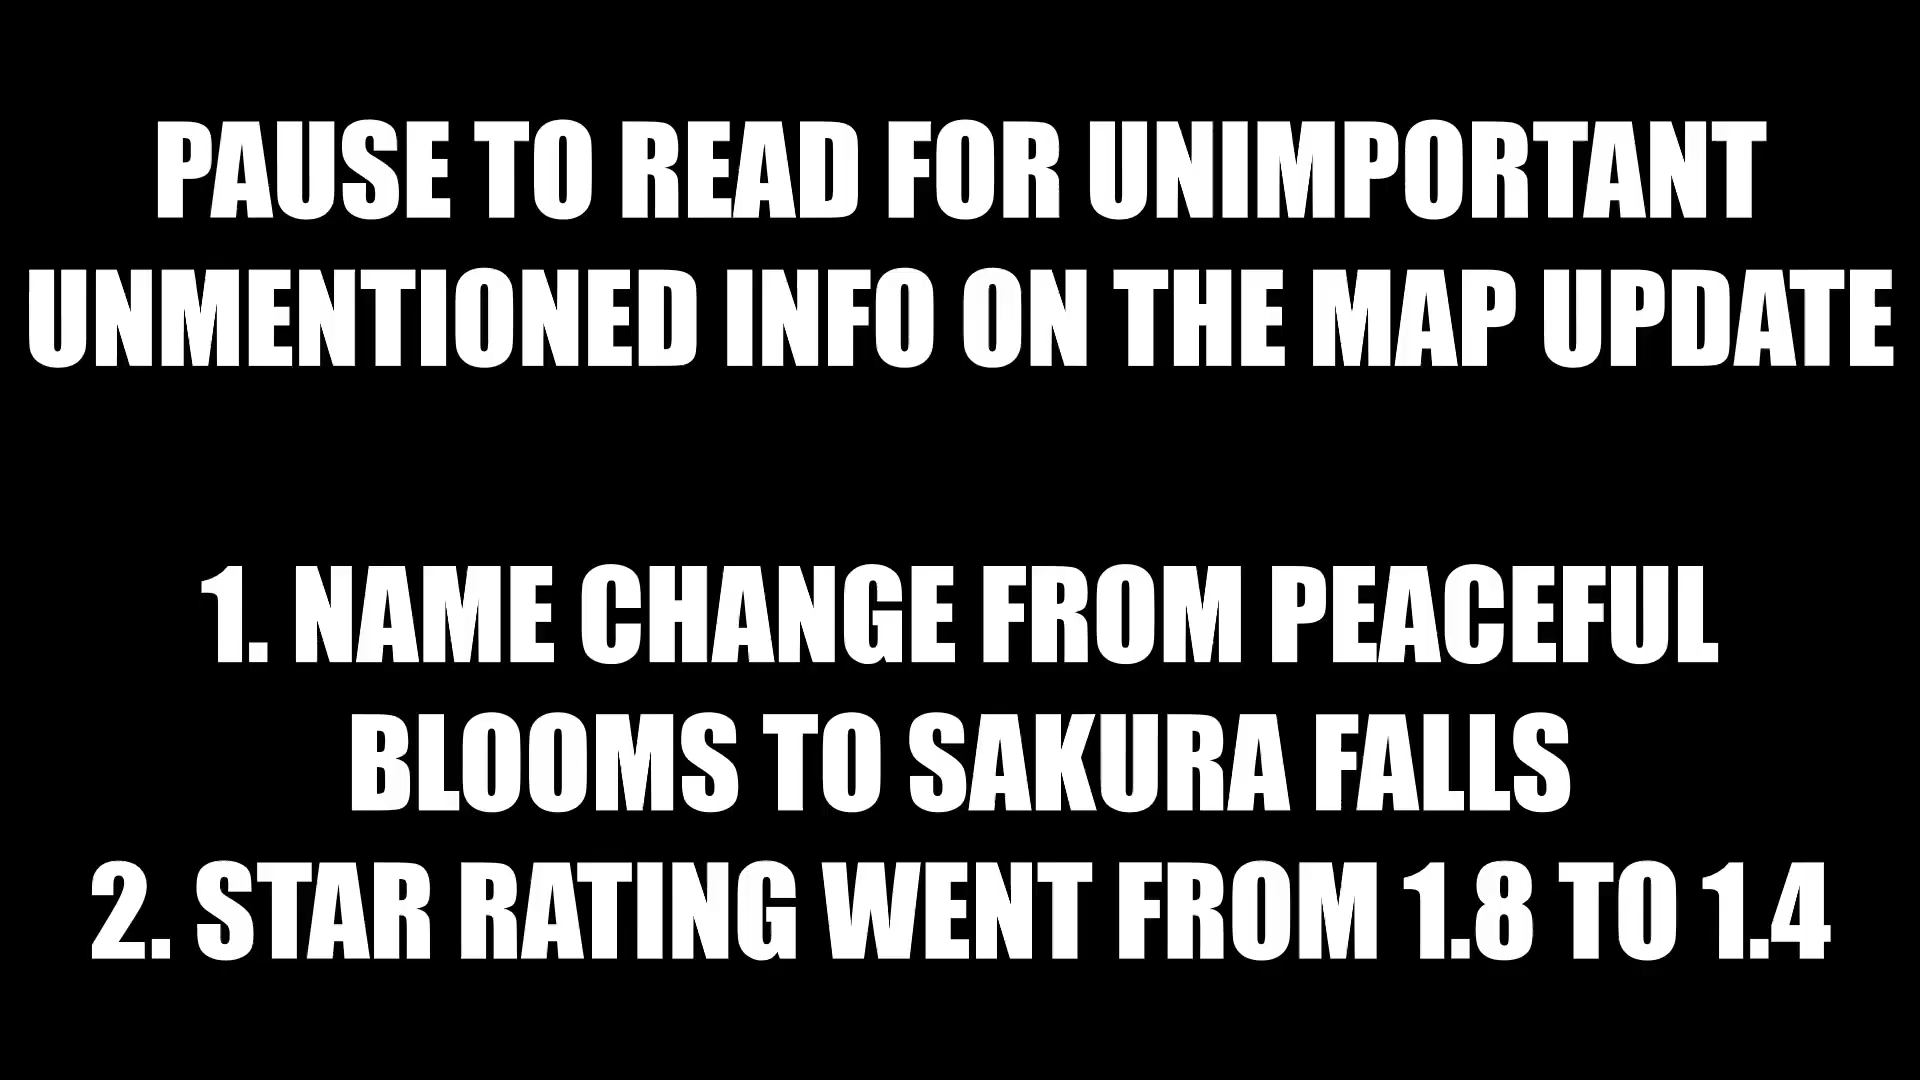 PAUSE TO READ FOR UNIMPORTANT
UNMENTIONED INFO ON THE MAP UPDATE
1. NAME CHANGE FROM PEACEFUL
BLOOMS TO SAKURA FALLS
2. STAR RATING WENT FROM 1.8 TO 1.4